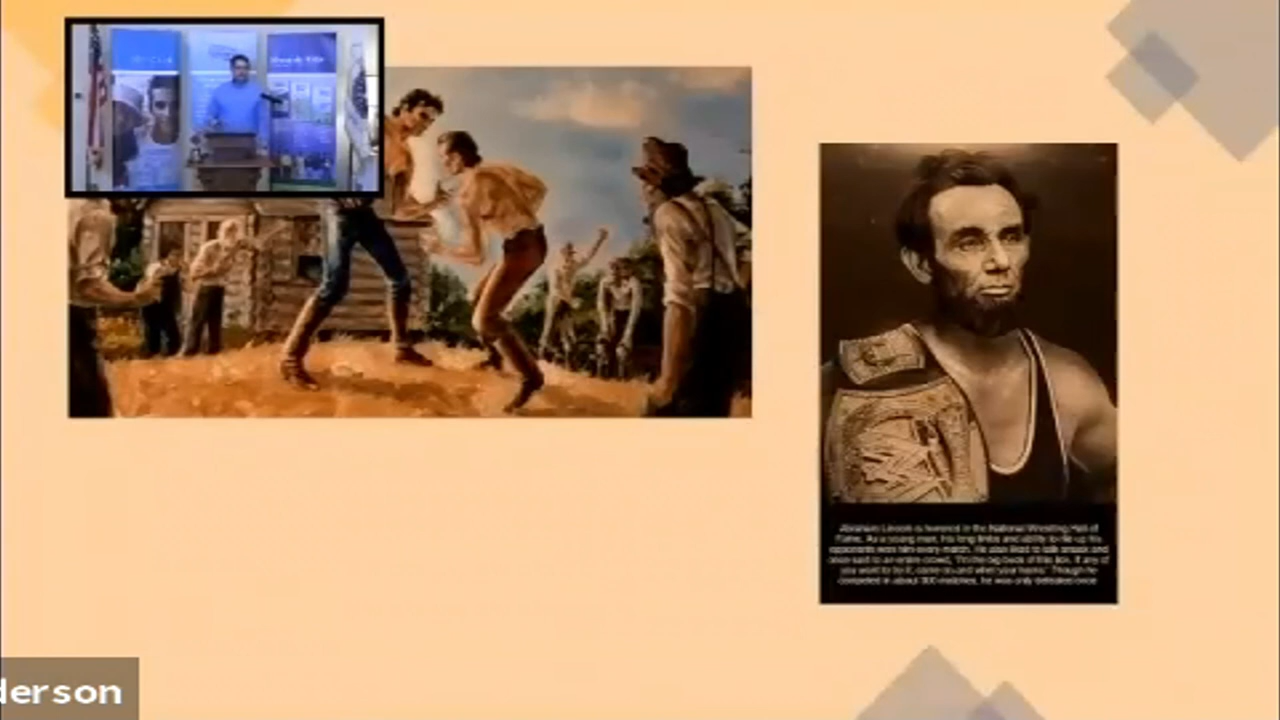 Abraham Lincoln is honored in the National Wrestling Hall of
Fame. As a young man, his long limbs and ability to rile up his
opponents won him every match. He also liked to talk smack and
once said to an entire crowd, "I'm the big buck of this lick. If any of
you want to try it, come on and whet your horns." Though he
competed in about 300 matches, he was only defeated once
derson